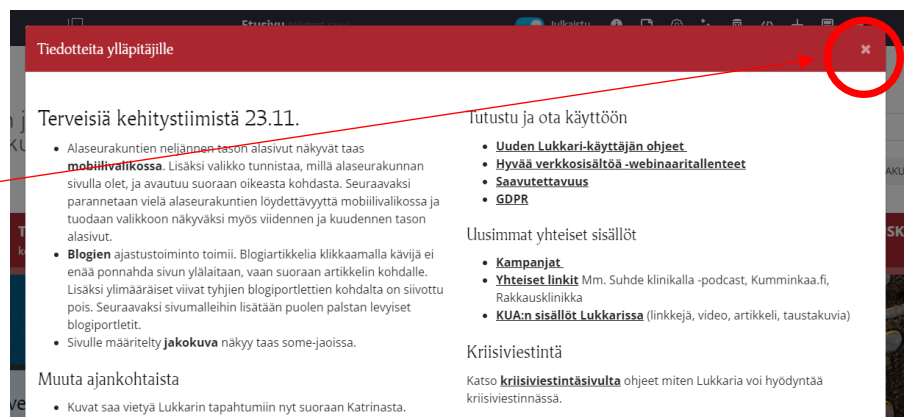 Etusivu
Julkaistu
Tiedotteita ylläpitäjille
Terveisiä kehitystiimistä 23.11.
Alaseurakuntien neljännen tason alasivut näkyvät taas
mobiilivalikossa. Lisäksi valikko tunnistaa, millä alaseurakunnan
sivulla olet, ja avautuu suoraan oikeasta kohdasta. Seuraavaksi
parannetaan vielä alaseurakuntien löydettävyyttä mobiilivalikossa ja
tuodaan valikkoon näkyväksi myös viidennen ja kuudennen tason
alasivut.
Blogien ajastustoiminto toimii. Blogiartikkelia klikkaamalla kävijä ei
enää ponnahda sivun ylälaitaan, vaan suoraan artikkelin kohdalle.
Lisäksi ylimääräiset viivat tyhjien blogiportlettien kohdalta on siivottu
pois. Seuraavaksi sivumalleihin lisätään puolen palstan levyiset
blogiportletit.
Sivulle määritelty jakokuva näkyy taas some-jaoissa.
Muuta ajankohtaista
Kuvat saa vietyä Lukkarin tapahtumiin nyt suoraan Katrinasta.
Tutustu ja ota käyttöön
Uuden Lukkari-käyttäjän ohjeet
Hyvää verkkosisältöä -webinaaritallenteet
Saavutettavuus
GDPR
Uusimmat yhteiset sisällöt
Kampanjat
Yhteiset linkit Mm. Suhde klinikalla -podcast, Kumminkaa.fi,
Rakkausklinikka
KUA:n sisällöt Lukkarissa (linkkejä, video, artikkeli, taustakuvia)
Kriisiviestintä
Katso kriisiviestintäsivulta ohjeet miten Lukkaria voi hyödyntää
kriisiviestinnässä.